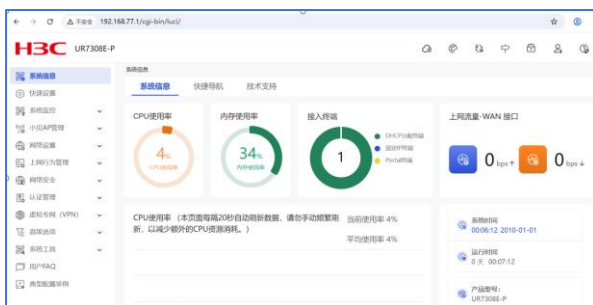 不安全 192.168.77.1/cgi-bin/luci/
H3C UR7308E-P
系统信息
快速设置
系统监控
小贝AP管理
网络设置
上网行为管理
网络安全
认证管理
虚拟专网 (VPN)
高级选项
系统工具
用户FAQ
典型配置举例
系统信息
系统信息 快捷导航 技术支持
CPU使用率
4%
CPU使用率
内存使用率
34%
内存使用率
接入终端
1
DHCP分配终端
固定IP终端
Portal终端
上网流量-WAN 接口
0 bps 0 bps
CPU使用率 (本页面每隔20秒自动刷新数据,请勿手动频繁刷
新,以减少额外的CPU资源消耗。)
当前使用率 4%
平均使用率 4%
系统时间
00:06:12 2010-01-01
运行时间
0 天 00:07:12
产品型号:
UR7308E-P